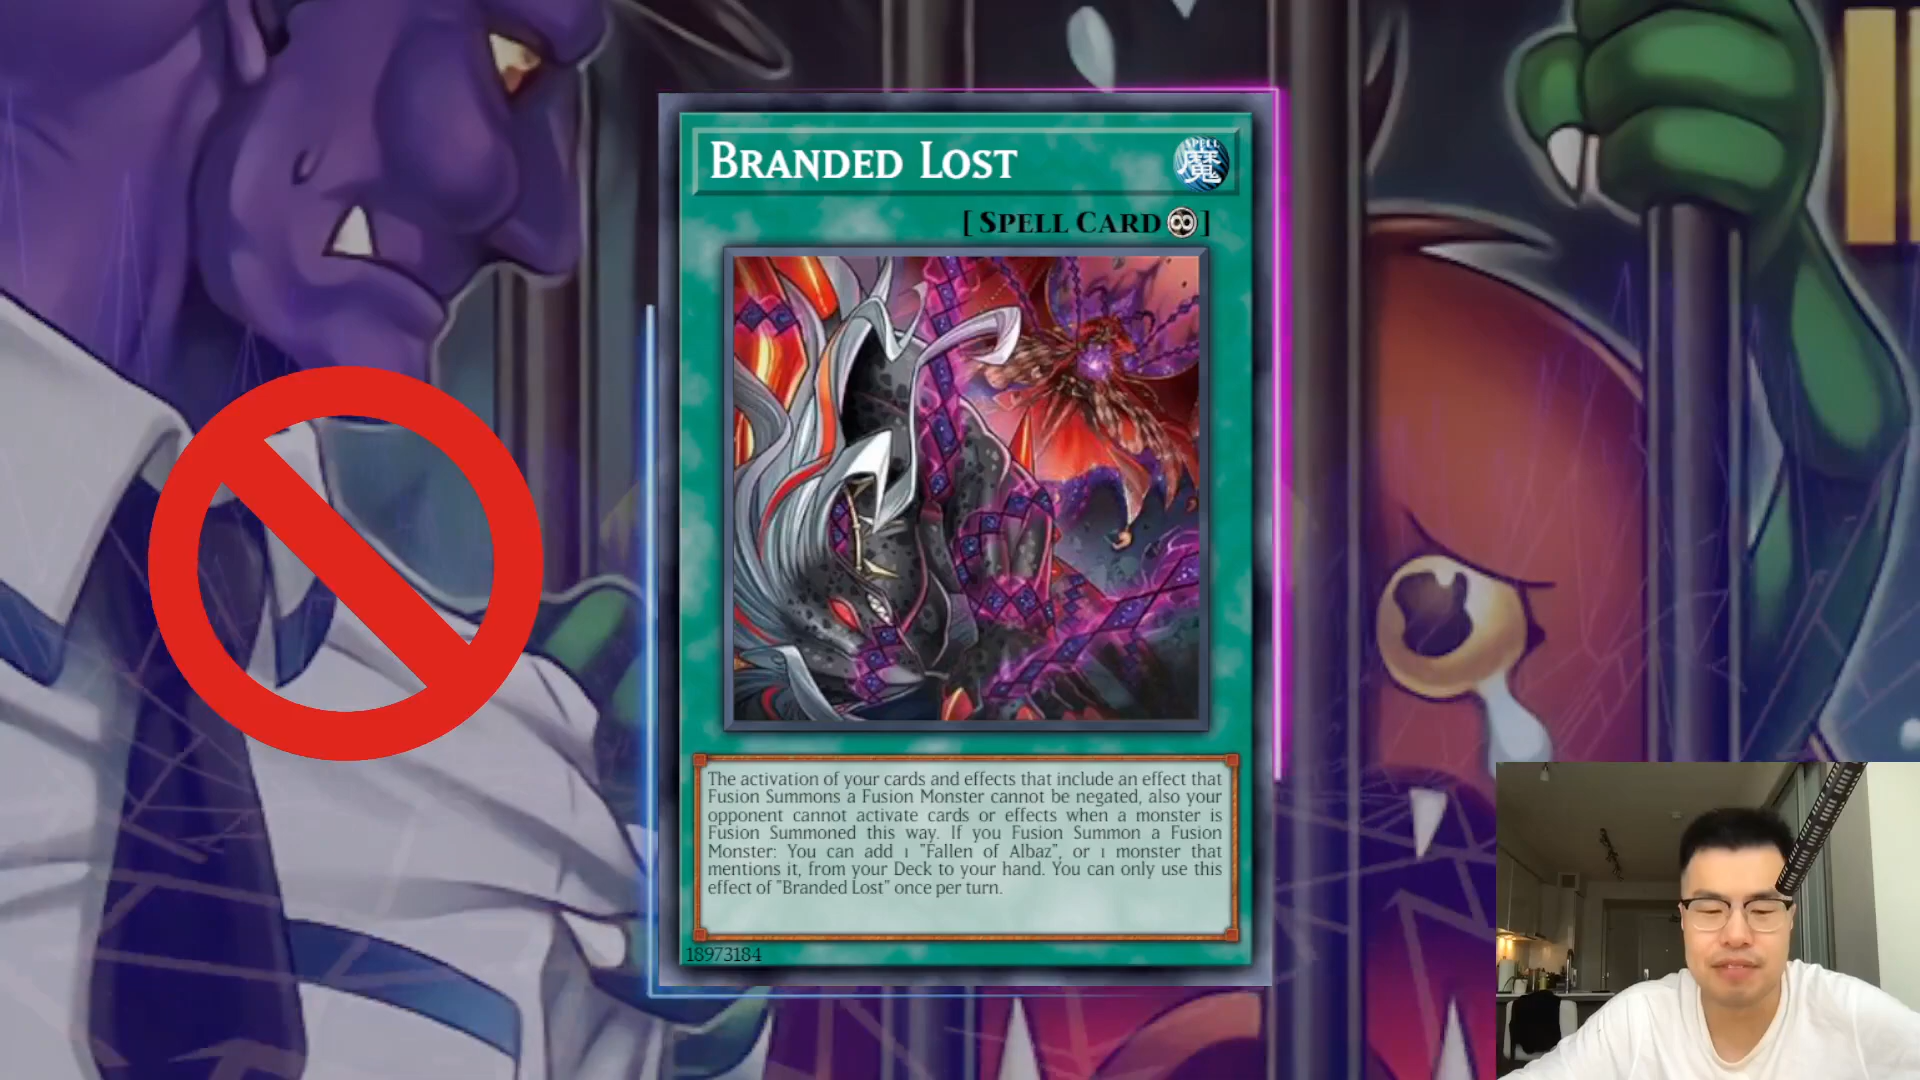 BRANDED LOST
SPELL
魔
[ SPELL CARD ]
The activation of your cards and effects that include an effect that
Fusion Summons a Fusion Monster cannot be negated, also your
opponent cannot activate cards or effects when a monster is
Fusion Summoned this way. If you Fusion Summon a Fusion
Monster: You can add 1 "Fallen of Albaz", or 1 monster that
mentions it, from your Deck to your hand. You can only use this
effect of "Branded Lost" once per turn.
18973184